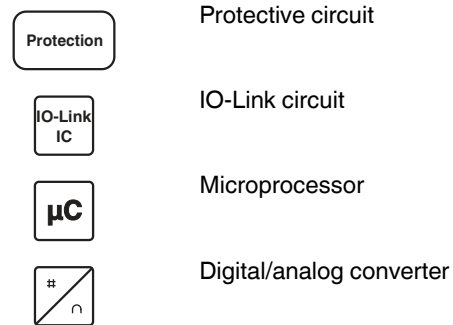 Protection
Protective circuit
IO-Link
IC
IO-Link circuit
µC
Microprocessor
#
∩
Digital/analog converter